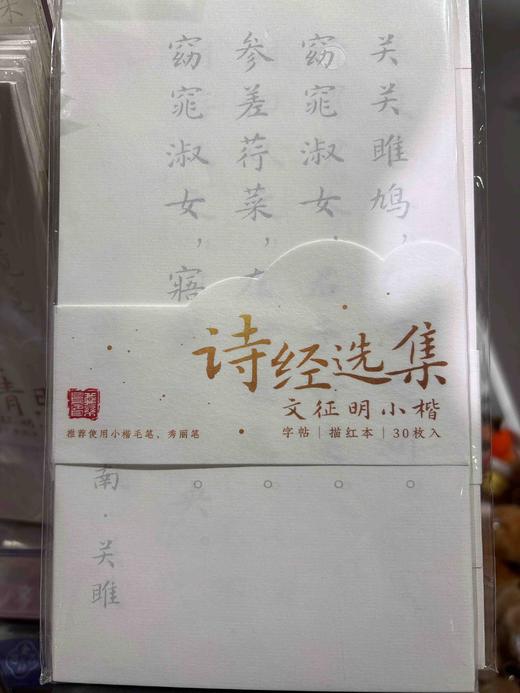 关关雎鸠，
窈窕淑女，
参差荇菜，
窈窕淑女，寤
南·关雎
诗经选集
文征明小楷
推荐使用小楷毛笔、秀丽笔
字帖|描红本|30枚入